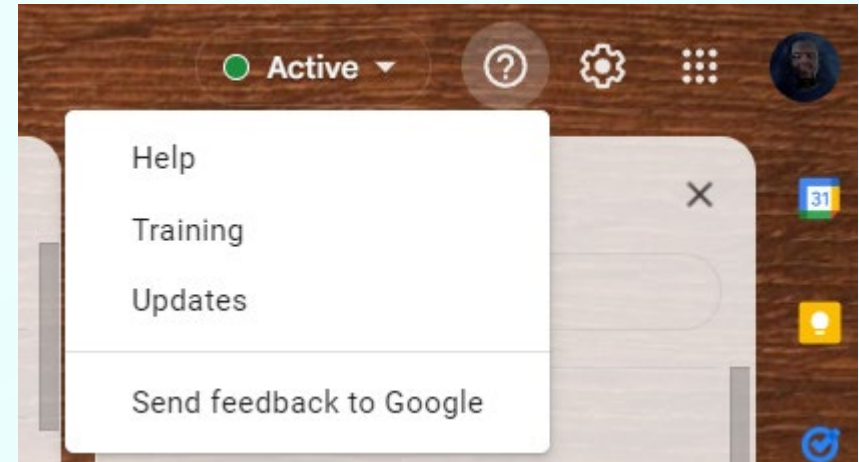 Active
Help
Training
Updates
Send feedback to Google
31